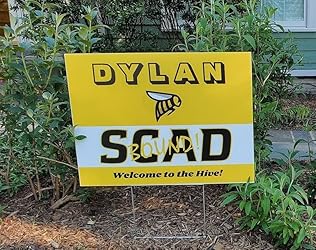 DYLAN
SCAD
BOUND!
Welcome to the Hive!